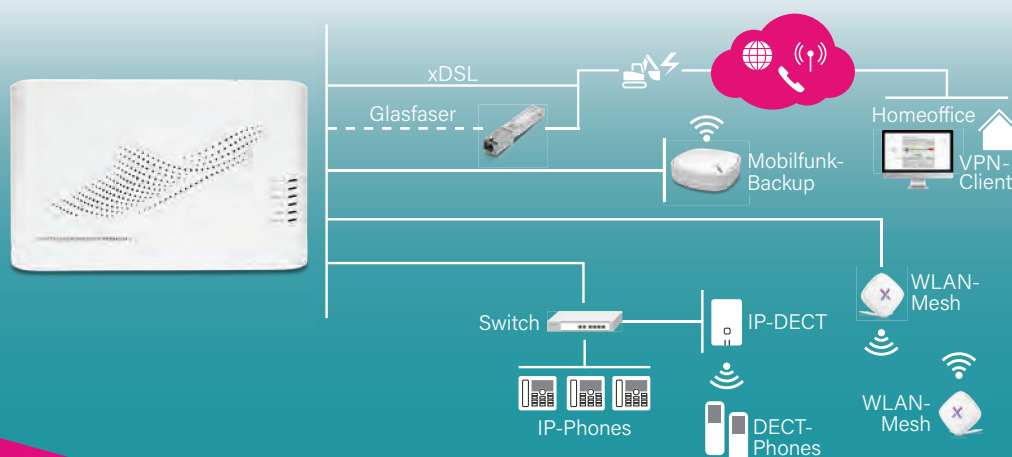 xDSL
Glasfaser
Homeoffice
VPN-
Client
Mobilfunk-
Backup
WLAN-
Mesh
Switch
IP-DECT
IP-Phones
DECT-
Phones
WLAN-
Mesh